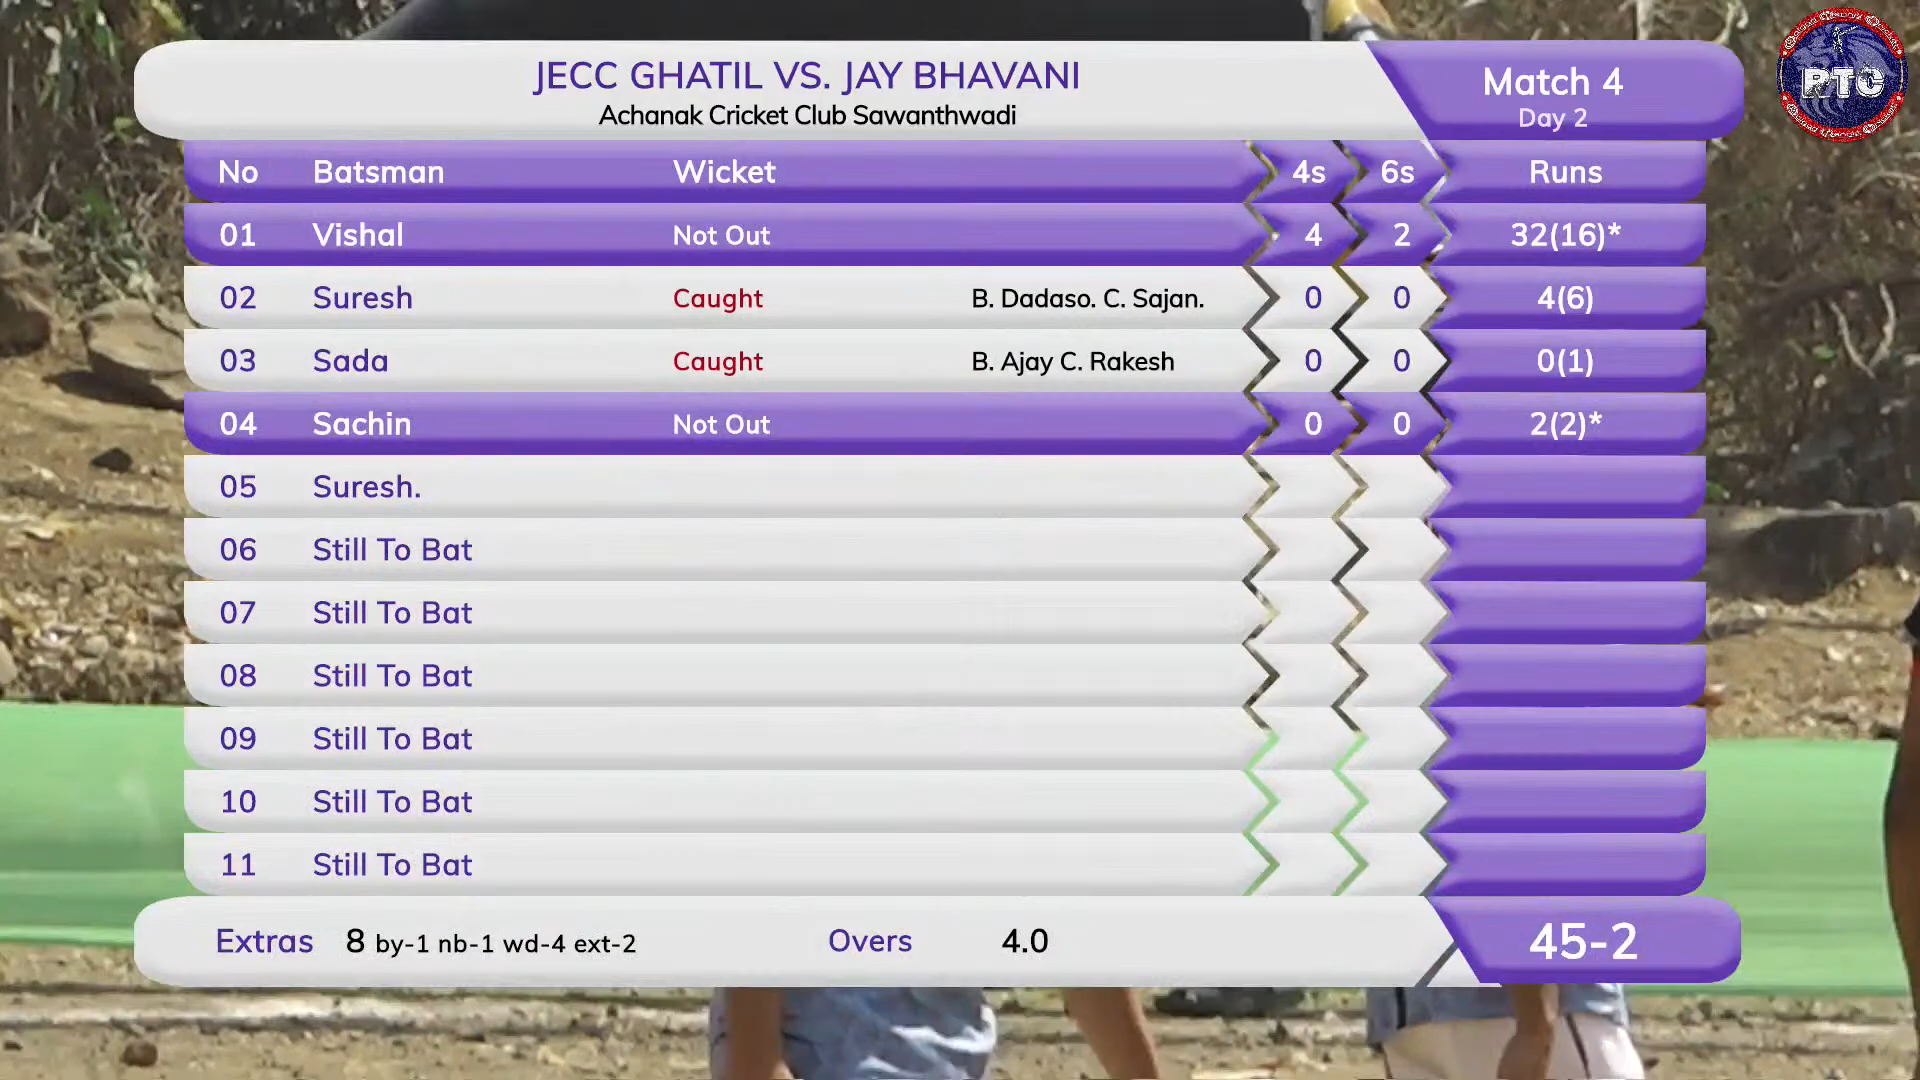 JECC GHATIL VS. JAY BHAVANI
Achanak Cricket Club Sawanthwadi
Match 4
Day 2
RTC
No Batsman Wicket 4s 6s Runs
01 Vishal Not Out 4 2 32(16)*
02 Suresh Caught B. Dadaso. C. Sajan. 0 0 4(6)
03 Sada Caught B. Ajay C. Rakesh 0 0 0(1)
04 Sachin Not Out 0 0 2(2)*
05 Suresh.
06 Still To Bat
07 Still To Bat
08 Still To Bat
09 Still To Bat
10 Still To Bat
11 Still To Bat
Extras 8 by-1 nb-1 wd-4 ext-2 Overs 4.0 45-2